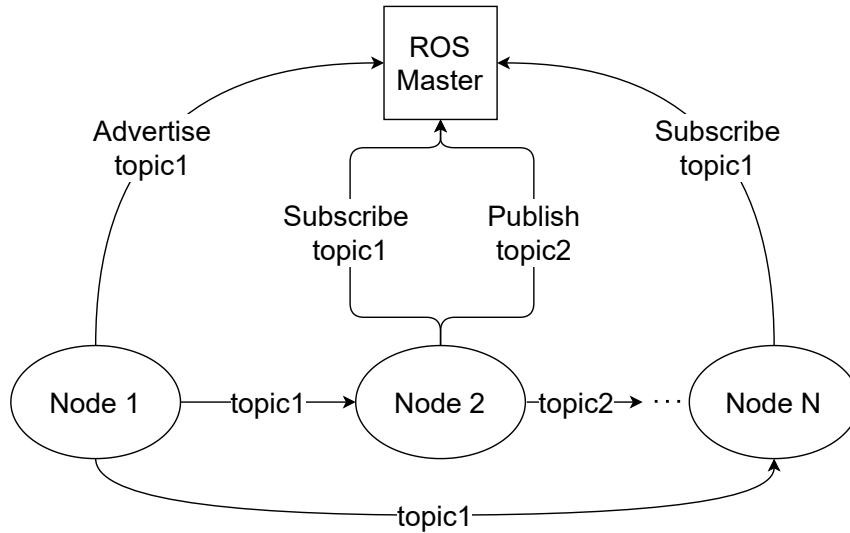 ROS
Master
Advertise
topic1
Subscribe
topic1
Subscribe
topic1
Publish
topic2
Node 1
topic1
Node 2
topic2
···
Node N
topic1